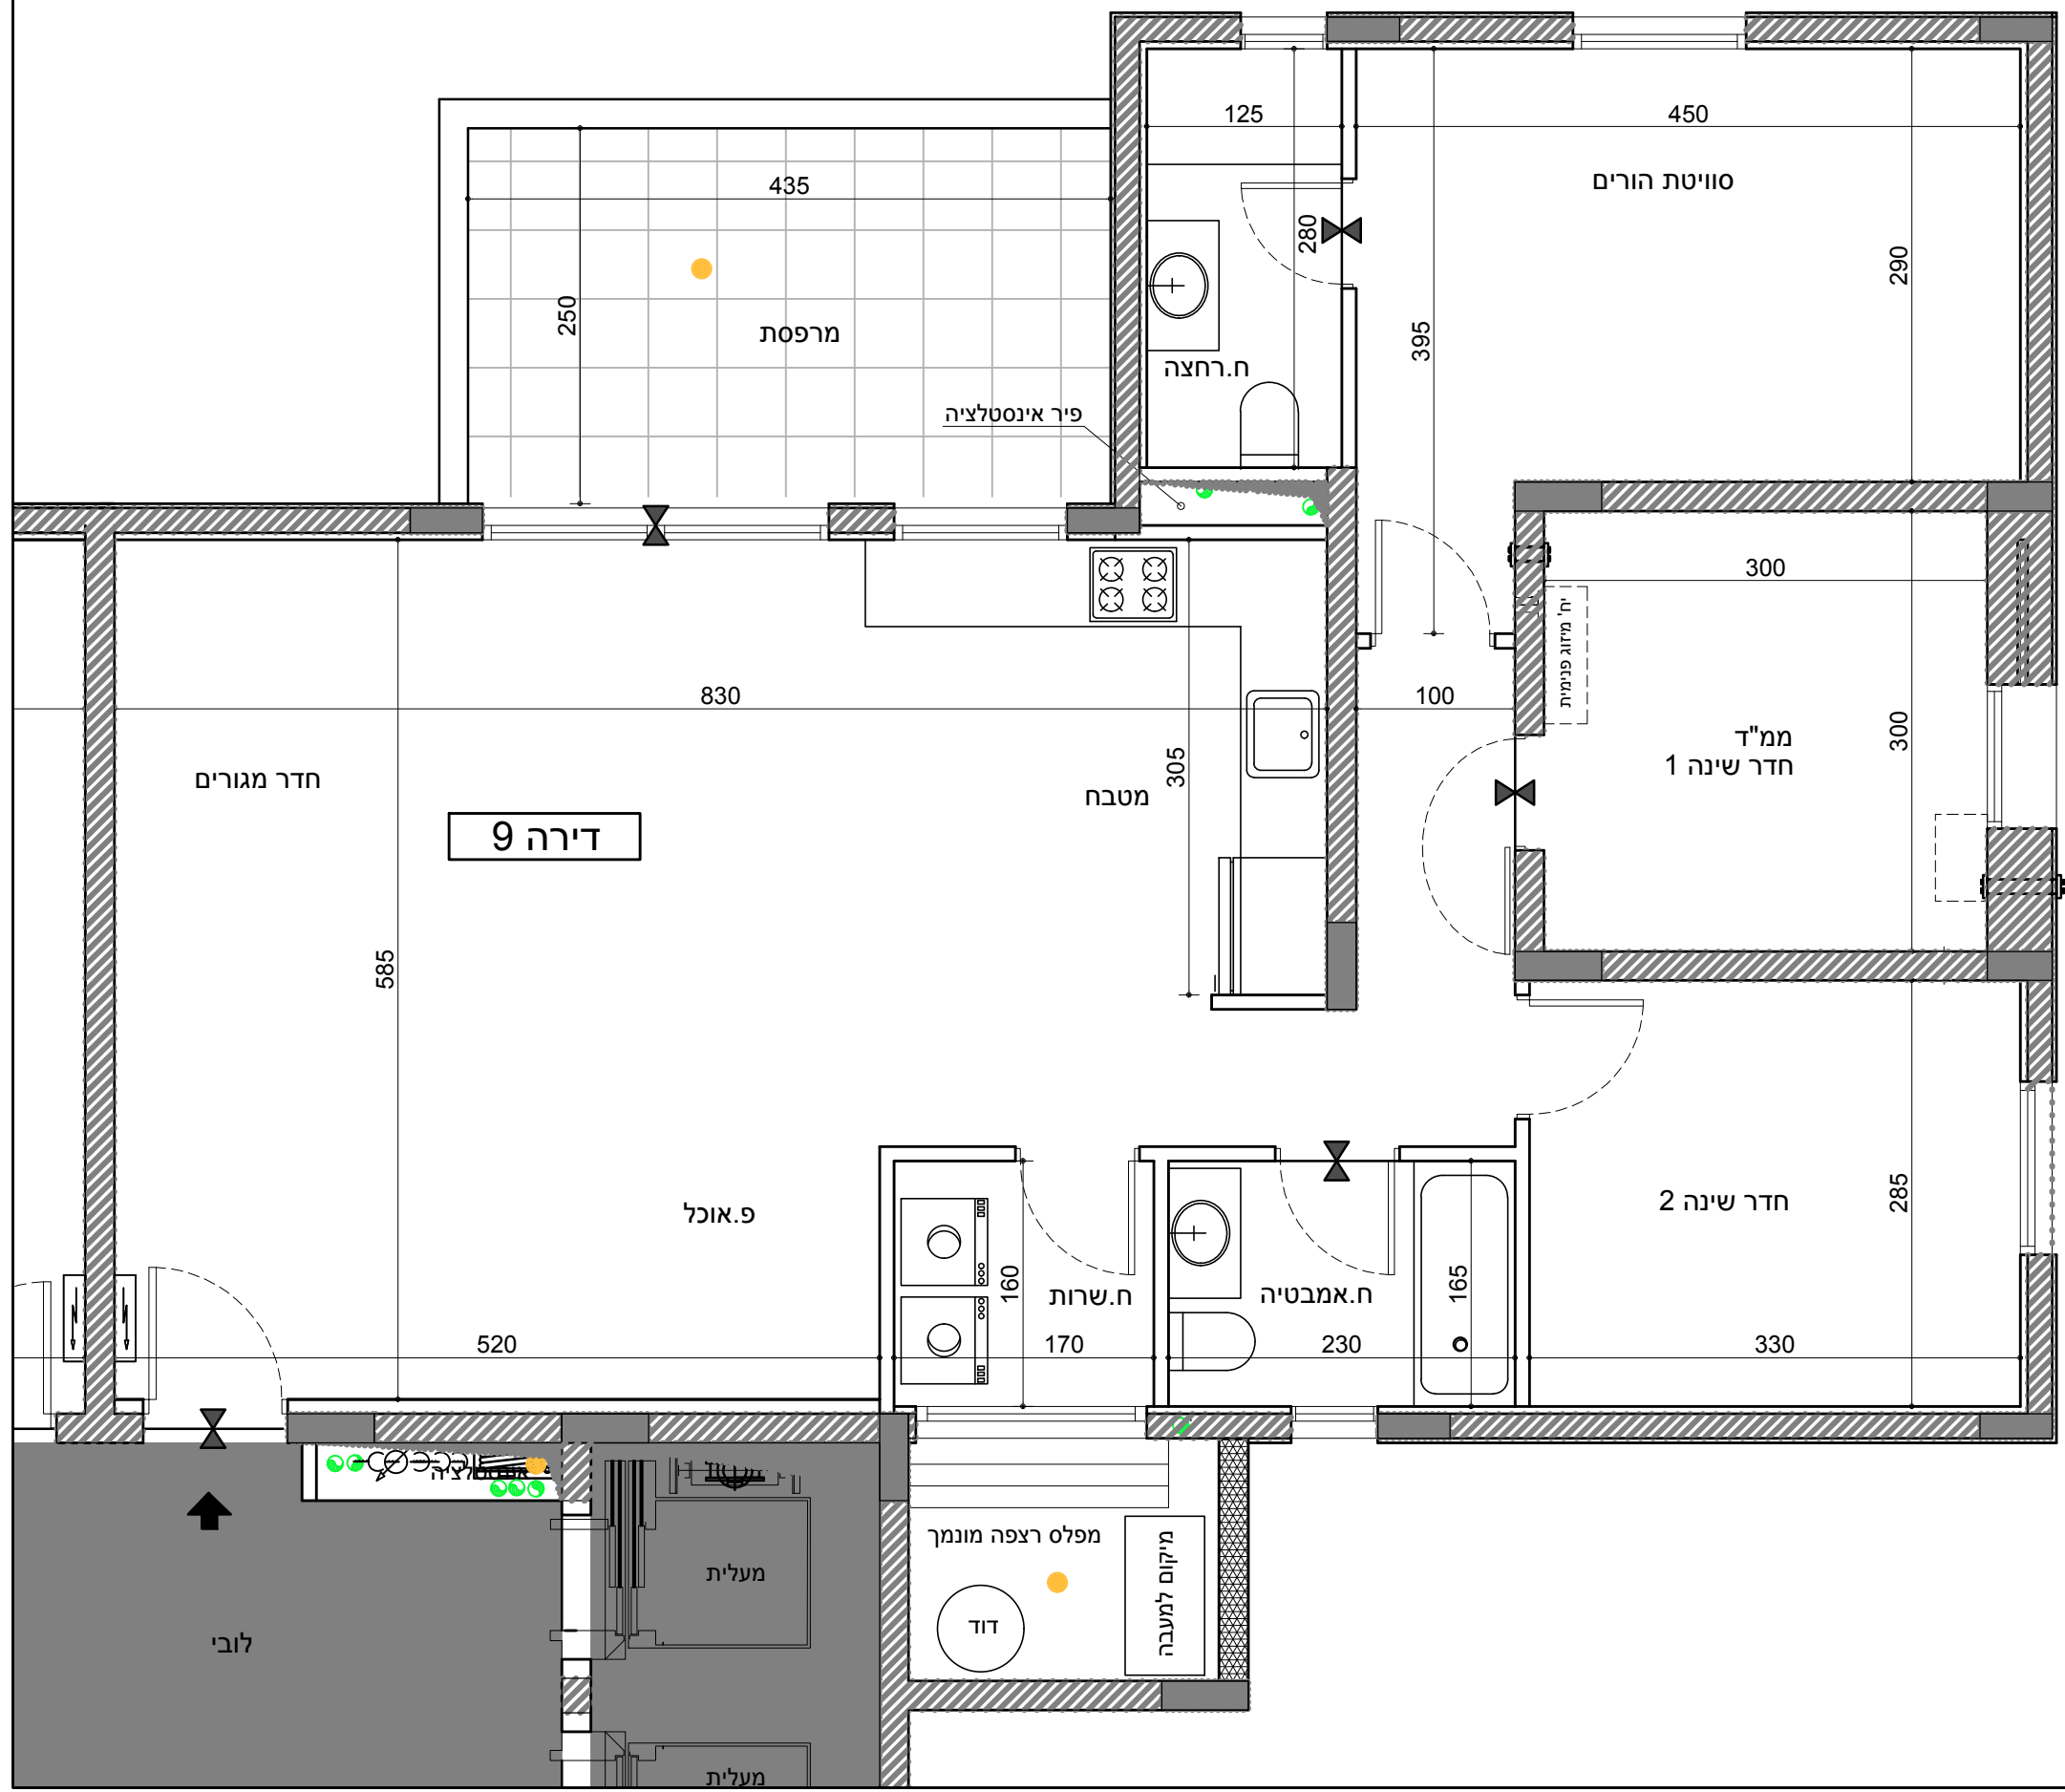 125
450
סוויטת הורים
435
280
290
250
מרפסת
395
ח.רחצה
פיר אינסטלציה
300
יח' מיזוג פנימית
830
100
305
300
ממ"ד
חדר שינה 1
חדר מגורים
מטבח
דירה 9
585
פ.אוכל
285
חדר שינה 2
160
ח.שרות
ח.אמבטיה
165
520
170
230
330
אינסטלציה
מפלס רצפה מונמך
מיקום למעבה
מעלית
דוד
לובי
מעלית